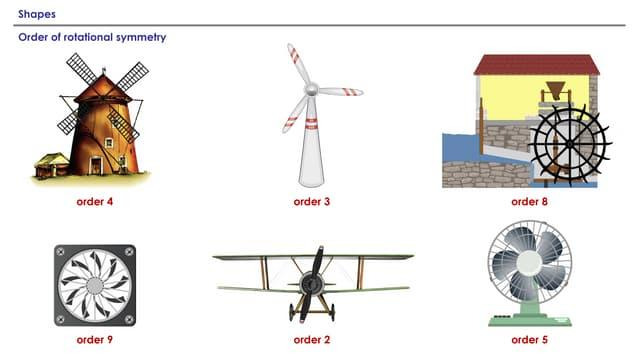 Shapes
Order of rotational symmetry
order 4
order 3
order 8
order 9
order 2
order 5